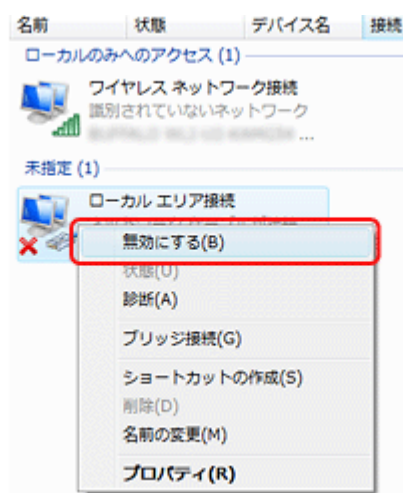 名前 状態 デバイス名 接続
ローカルのみへのアクセス (1)
ワイヤレス ネットワーク接続
識別されていないネットワーク
...
未指定 (1)
ローカル エリア接続
無効にする(B)
状態(U)
診断(A)
ブリッジ接続(G)
ショートカットの作成(S)
削除(D)
名前の変更(M)
プロパティ(R)